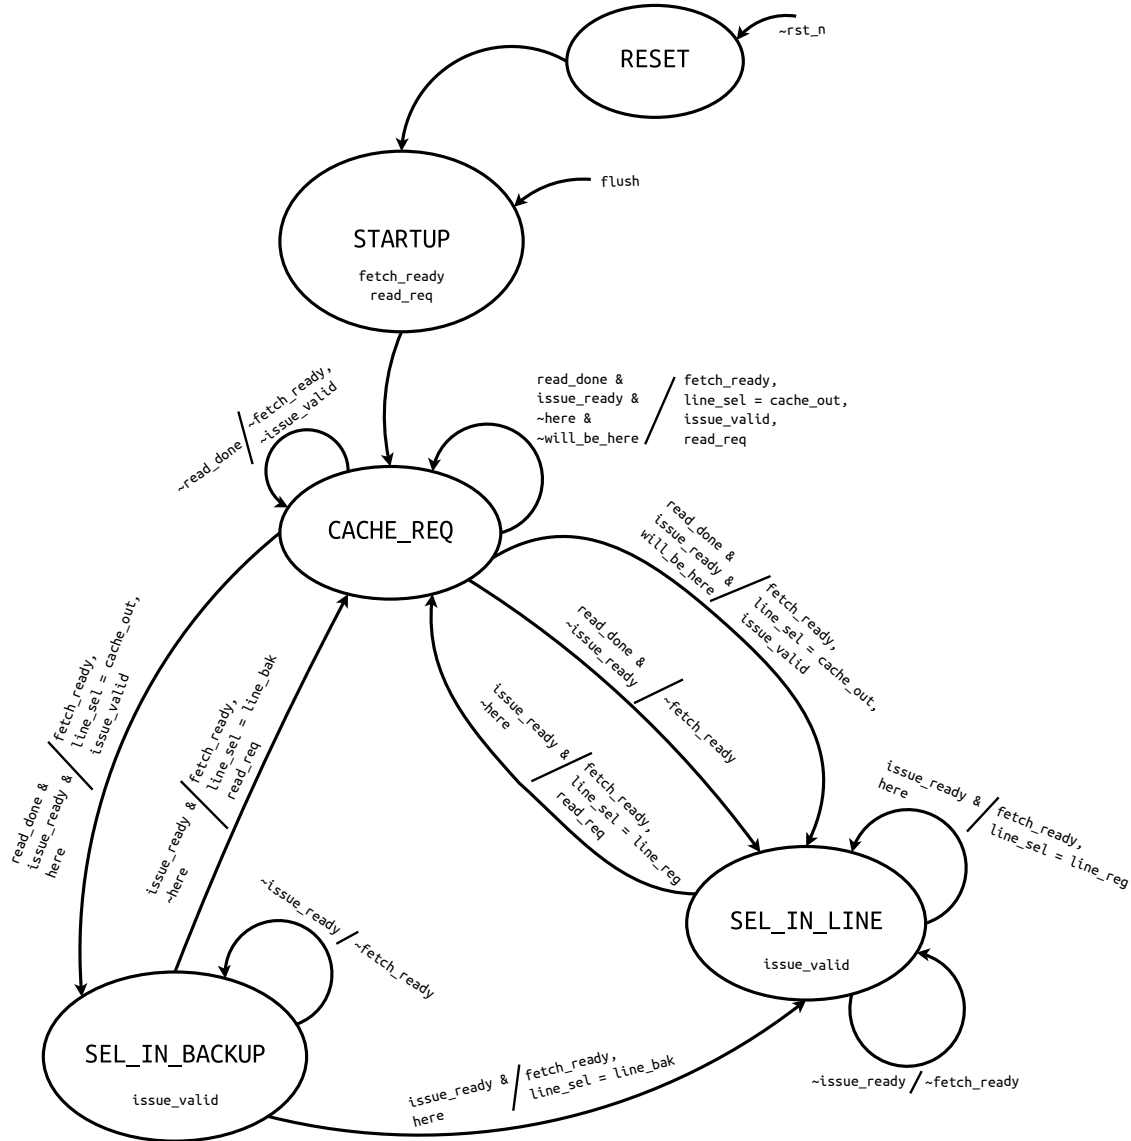 RESET
~rst_n
STARTUP
fetch_ready
read_req
flush
~read_done
~fetch_ready,
~issue_valid
read_done &
issue_ready &
~here &
~will_be_here
fetch_ready,
line_sel = cache_out,
issue_valid,
read_req
CACHE_REQ
read_done &
issue_ready &
will_be_here
fetch_ready,
line_sel = cache_out,
issue_valid
read_done &
~issue_ready
~fetch_ready
issue_ready &
~here
fetch_ready,
line_sel = line_reg
read_req
read_done &
issue_ready &
here
fetch_ready,
line_sel = cache_out,
issue_valid
issue_ready &
~here
fetch_ready,
line_sel = line_bak
read_req
issue_ready &
here
fetch_ready,
line_sel = line_reg
SEL_IN_LINE
issue_valid
~issue_ready
~fetch_ready
SEL_IN_BACKUP
issue_valid
~issue_ready
~fetch_ready
issue_ready &
here
fetch_ready,
line_sel = line_bak